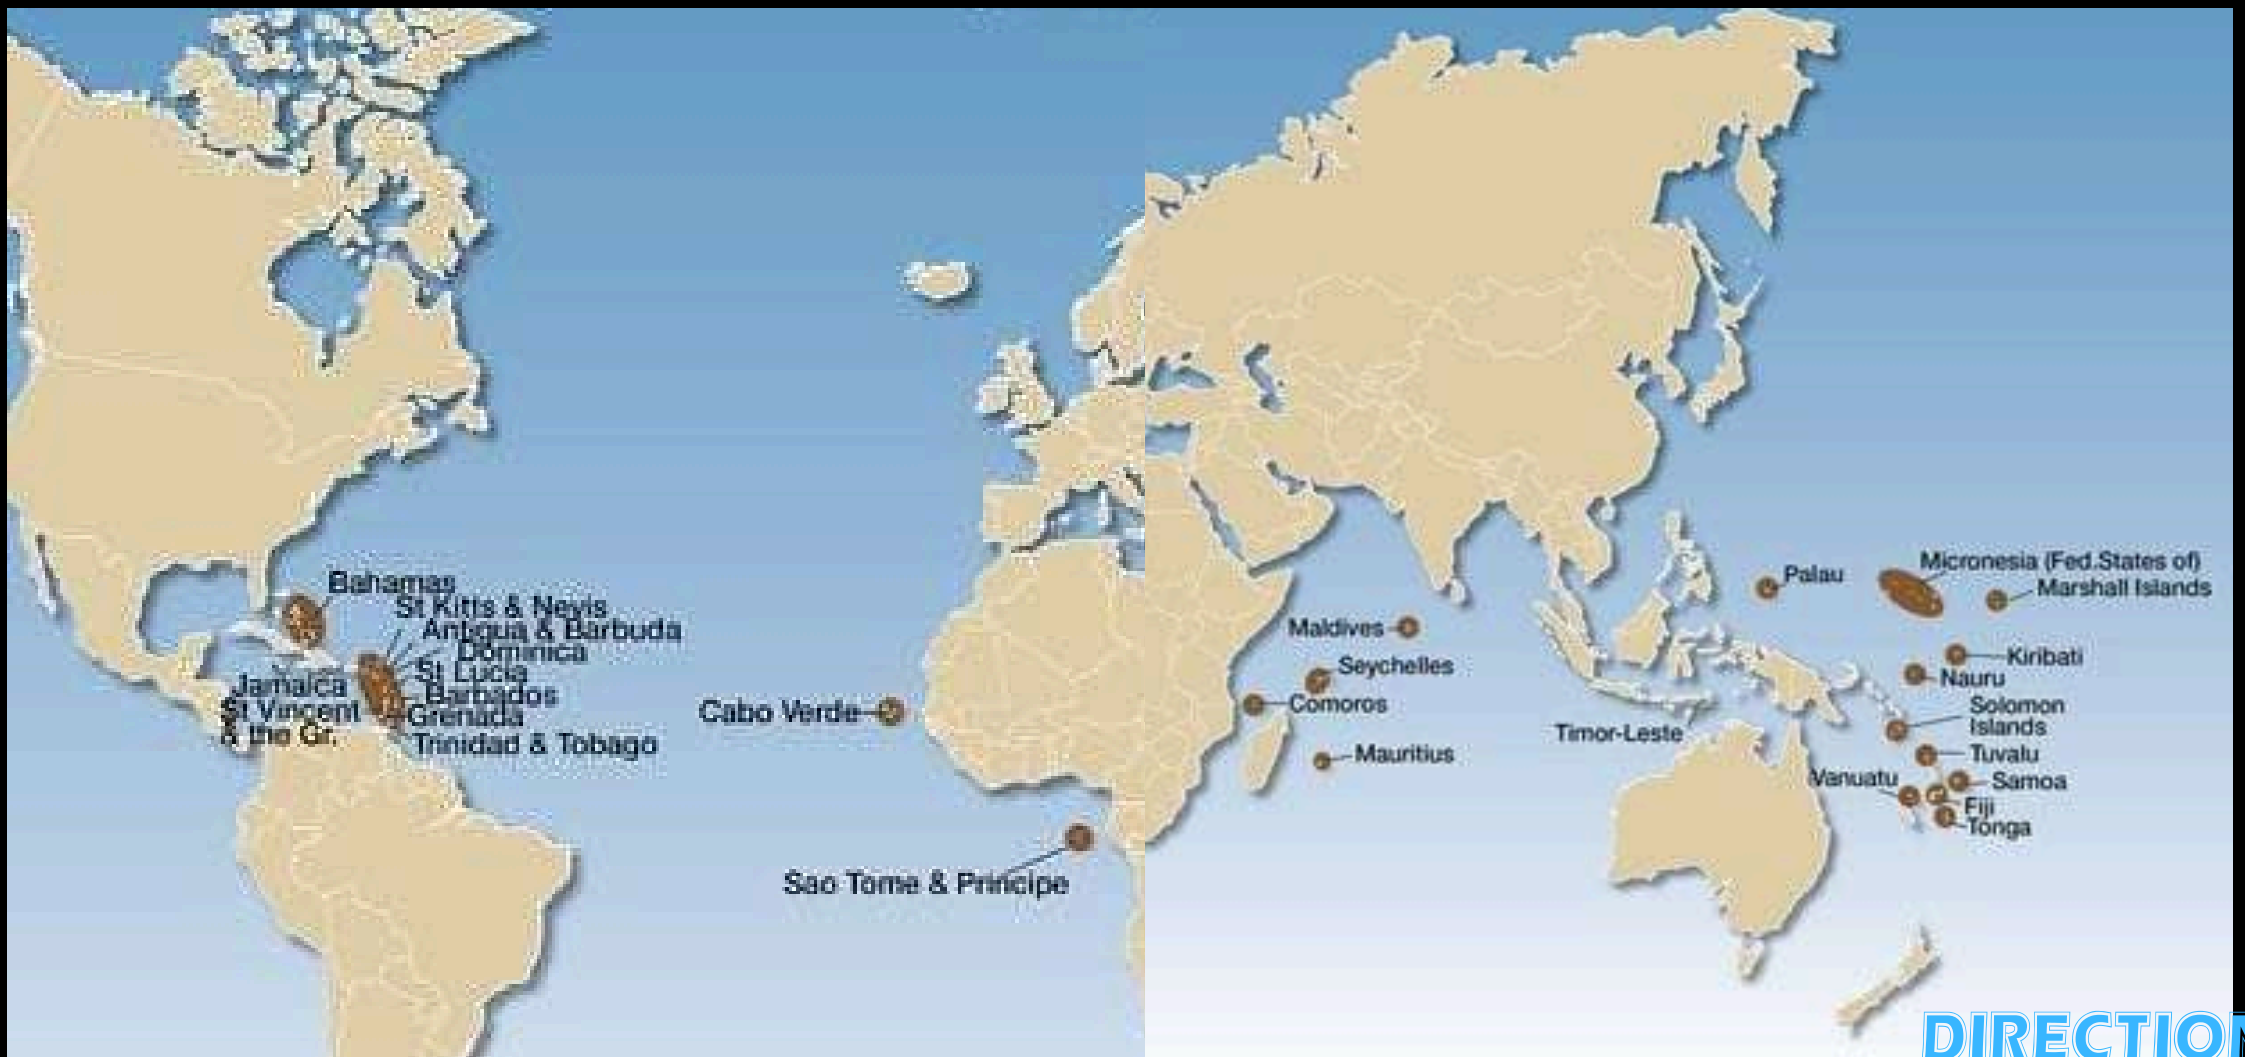 Bahamas
St Kitts & Nevis
Antigua & Barbuda
Dominica
St Lucia
Jamaica
Barbados
St Vincent
& the Gr.
Grenada
Trinidad & Tobago
Cabo Verde
Sao Tome & Principe
Maldives
Seychelles
Comoros
Mauritius
Timor-Leste
Palau
Micronesia (Fed.States of)
Marshall Islands
Kiribati
Nauru
Solomon
Islands
Tuvalu
Vanuatu
Samoa
Fiji
Tonga
DIRECTION